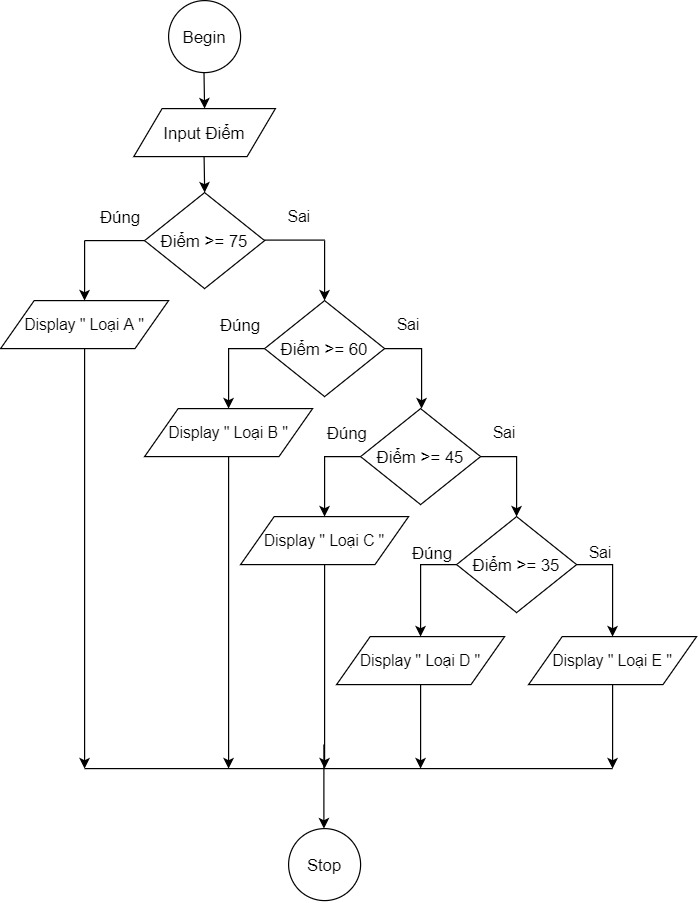 Begin
Input Điểm
Đúng
Sai
Điểm >= 75
Display " Loại A "
Đúng
Sai
Điểm >= 60
Display " Loại B "
Đúng
Sai
Điểm >= 45
Display " Loại C "
Đúng
Sai
Điểm >= 35
Display " Loại D "
Display " Loại E "
Stop